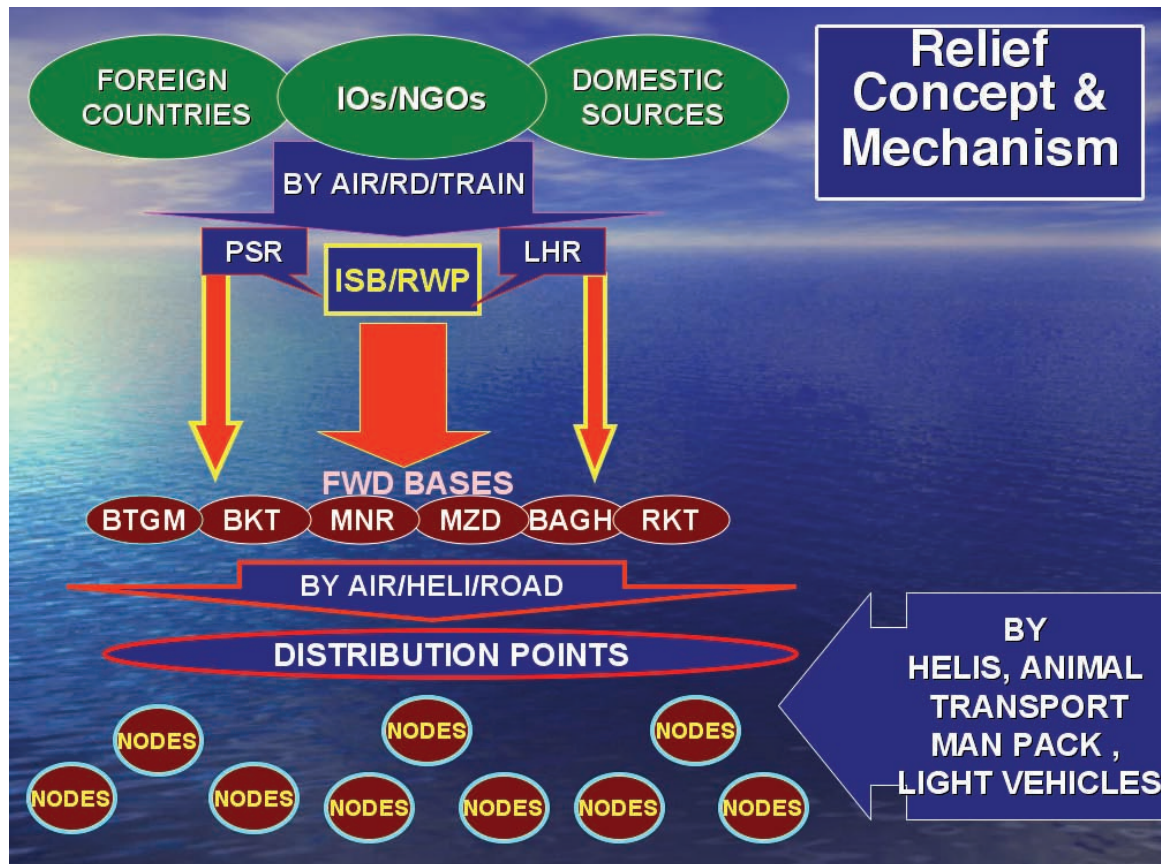 Relief
Concept &
Mechanism
FOREIGN
COUNTRIES
IOs/NGOs
DOMESTIC
SOURCES
BY AIR/RD/TRAIN
PSR
ISB/RWP
LHR
FWD BASES
BTGM
BKT
MNR
MZD
BAGH
RKT
BY AIR/HELI/ROAD
DISTRIBUTION POINTS
BY
HELIS, ANIMAL
TRANSPORT
MAN PACK ,
LIGHT VEHICLES
NODES
NODES
NODES
NODES
NODES
NODES
NODES
NODES
NODES